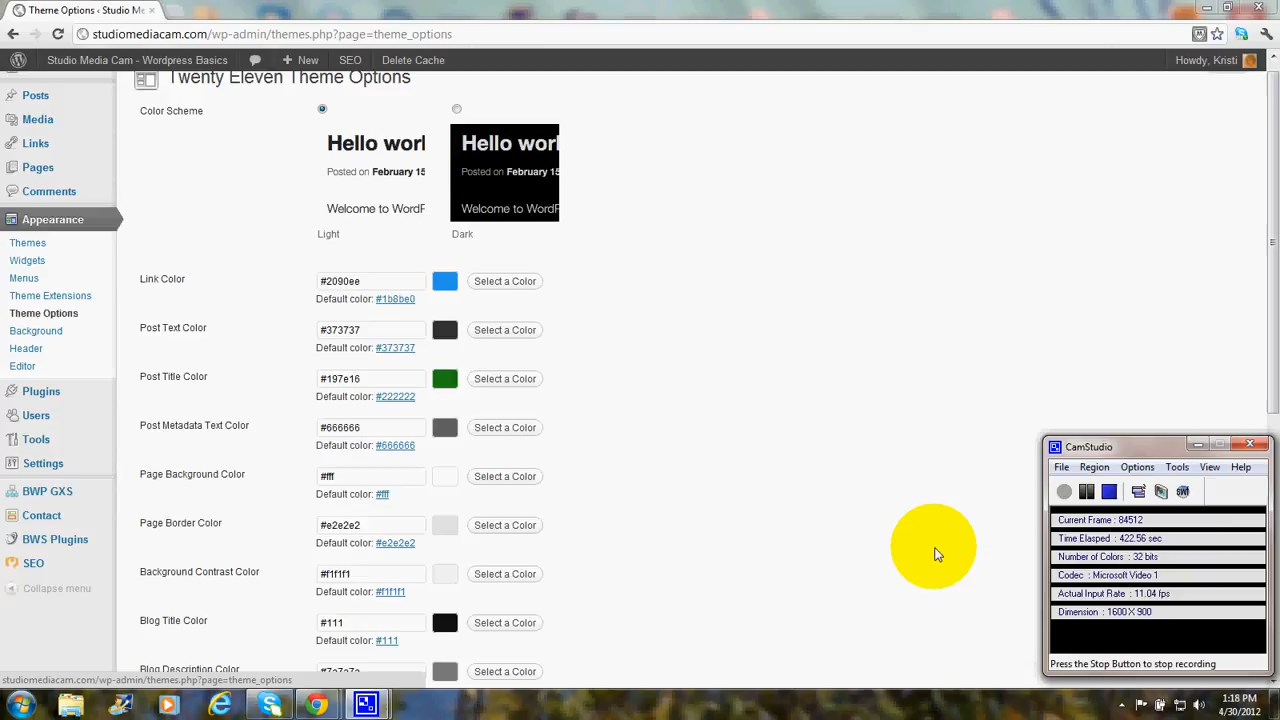 Theme Options ‹ Studio Me
studiomediacam.com/wp-admin/themes.php?page=theme_options
Studio Media Cam - Wordpress Basics
New
SEO
Delete Cache
Howdy, Kristi
Twenty Eleven Theme Options
Posts
Media
Links
Pages
Comments
Appearance
Themes
Widgets
Menus
Theme Extensions
Theme Options
Background
Header
Editor
Plugins
Users
Tools
Settings
BWP GXS
Contact
BWS Plugins
SEO
Collapse menu
Color Scheme
Hello worl
Posted on February 15
Welcome to WordP
Light
Hello worl
Posted on February 15
Welcome to WordP
Dark
Link Color
#2090ee
Select a Color
Default color: #1b8be0
Post Text Color
#373737
Select a Color
Default color: #373737
Post Title Color
#197e16
Select a Color
Default color: #222222
Post Metadata Text Color
#666666
Select a Color
Default color: #666666
Page Background Color
#fff
Select a Color
Default color: #fff
Page Border Color
#e2e2e2
Select a Color
Default color: #e2e2e2
Background Contrast Color
#f1f1f1
Select a Color
Default color: #f1f1f1
Blog Title Color
#111
Select a Color
Default color: #111
Blog Description Color
#7a7a7a
Select a Color
studiomediacam.com/wp-admin/themes.php?page=theme_options
CamStudio
File Region Options Tools View Help
Current Frame : 84512
Time Elasped : 422.56 sec
Number of Colors : 32 bits
Codec : Microsoft Video 1
Actual Input Rate : 11.04 fps
Dimension : 1600 X 900
Press the Stop Button to stop recording
1:18 PM
4/30/2012